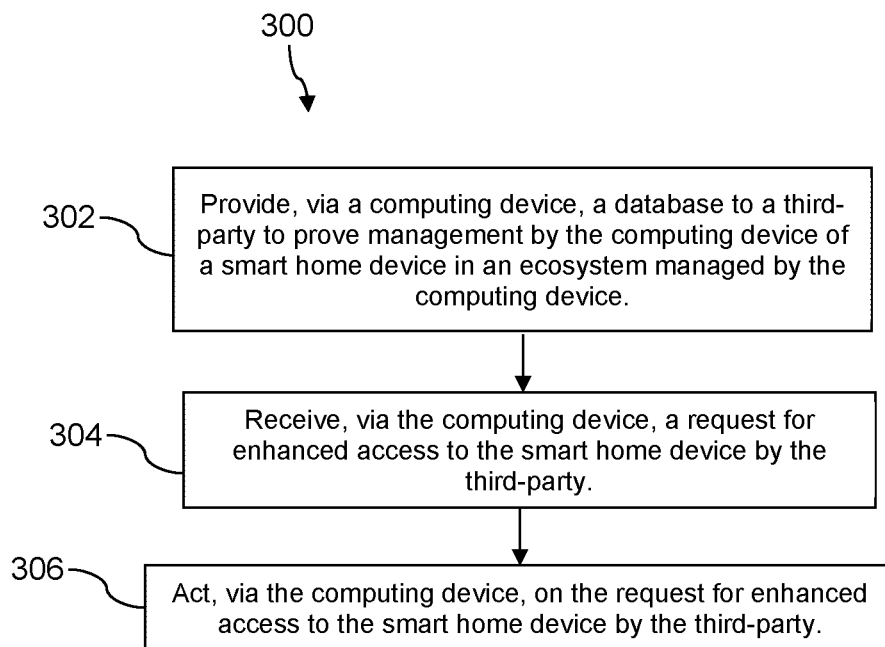 300
302
Provide, via a computing device, a database to a third-
party to prove management by the computing device of
a smart home device in an ecosystem managed by the
computing device.
304
Receive, via the computing device, a request for
enhanced access to the smart home device by the
third-party.
306
Act, via the computing device, on the request for enhanced
access to the smart home device by the third-party.